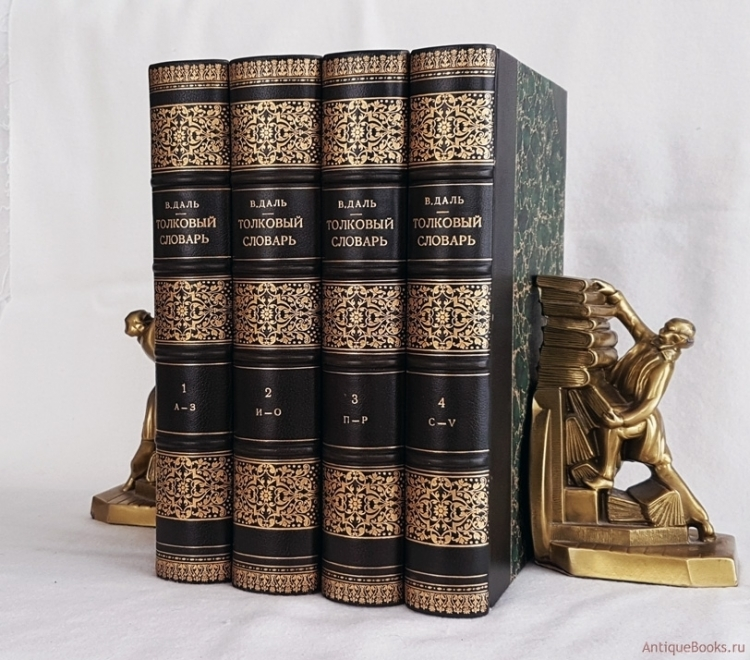 В. ДАЛЬ
ТОЛКОВЫЙ
СЛОВАРЬ
1
А–З
В. ДАЛЬ
ТОЛКОВЫЙ
СЛОВАРЬ
2
И–О
В. ДАЛЬ
ТОЛКОВЫЙ
СЛОВАРЬ
3
П–Р
В. ДАЛЬ
ТОЛКОВЫЙ
СЛОВАРЬ
4
С–V
AntiqueBooks.ru